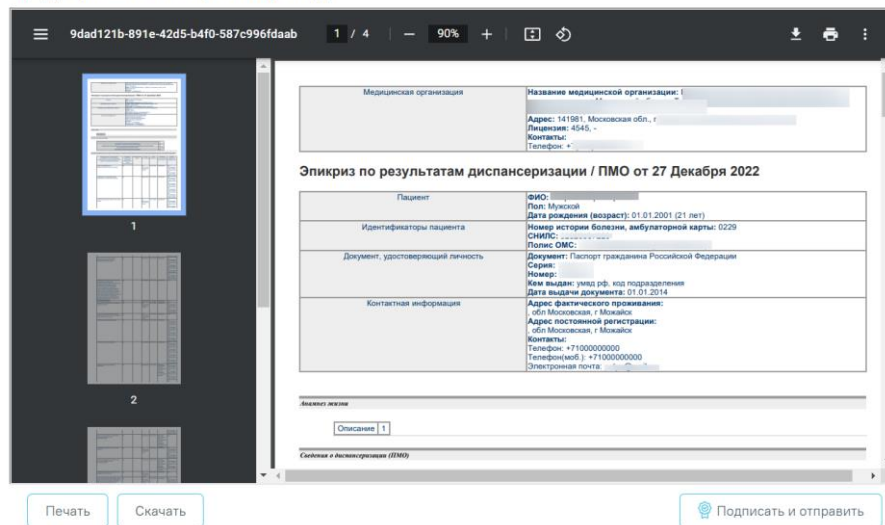 9dad121b-891e-42d5-b4f0-587c996fdaab
1 / 4
90%
1
2
Медицинская организация
Название медицинской организации:
Адрес: 141981, Московская обл., г
Лицензия: 4545, -
Контакты:
Телефон: +
Эпикриз по результатам диспансеризации / ПМО от 27 Декабря 2022
Пациент
ФИО:
Пол: Мужской
Дата рождения (возраст): 01.01.2001 (21 лет)
Идентификаторы пациента
Номер истории болезни, амбулаторной карты: 0229
СНИЛС:
Полис ОМС:
Документ, удостоверяющий личность
Документ: Паспорт гражданина Российской Федерации
Серия:
Номер:
Кем выдан: умвд рф, код подразделения
Дата выдачи документа: 01.01.2014
Контактная информация
Адрес фактического проживания:
, обл Московская, г Можайск
Адрес постоянной регистрации:
, обл Московская, г Можайск
Контакты:
Телефон: +71000000000
Телефон(моб.): +71000000000
Электронная почта:
Анамнез жизни
Описание 1
Сведения о диспансеризации (ПМО)
Печать
Скачать
Подписать и отправить